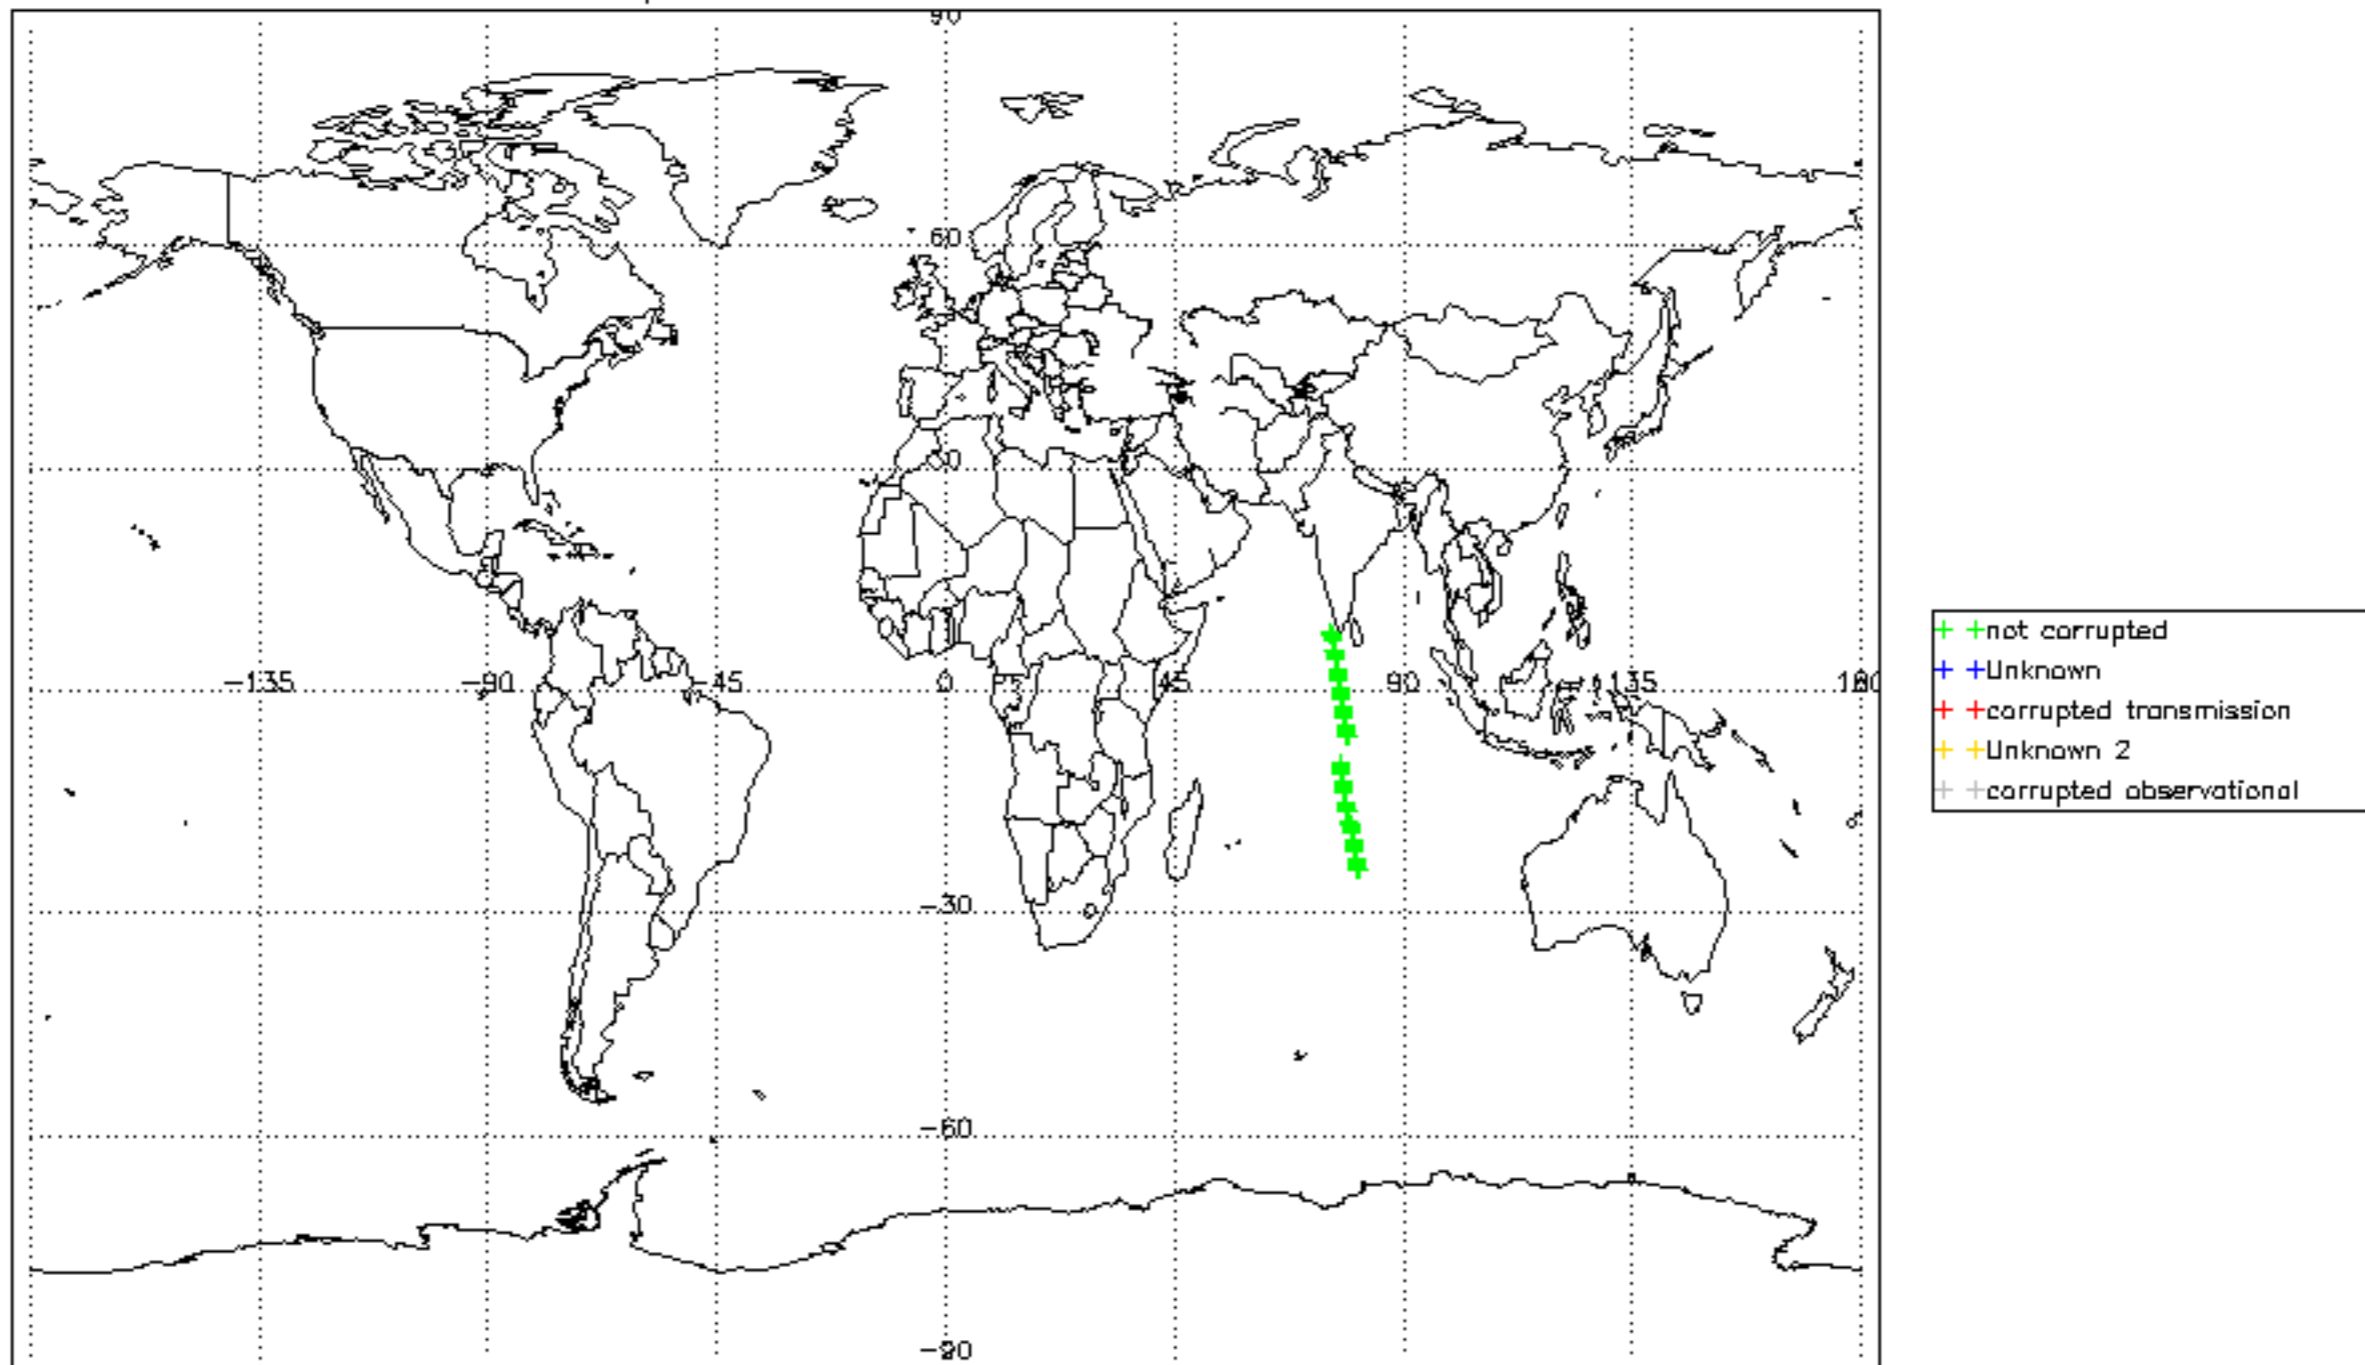 90
60
30
-135 -90 -45 0 45 90 135 180
-30
-60
-90
not corrupted
Unknown
corrupted transmission
Unknown 2
corrupted observational